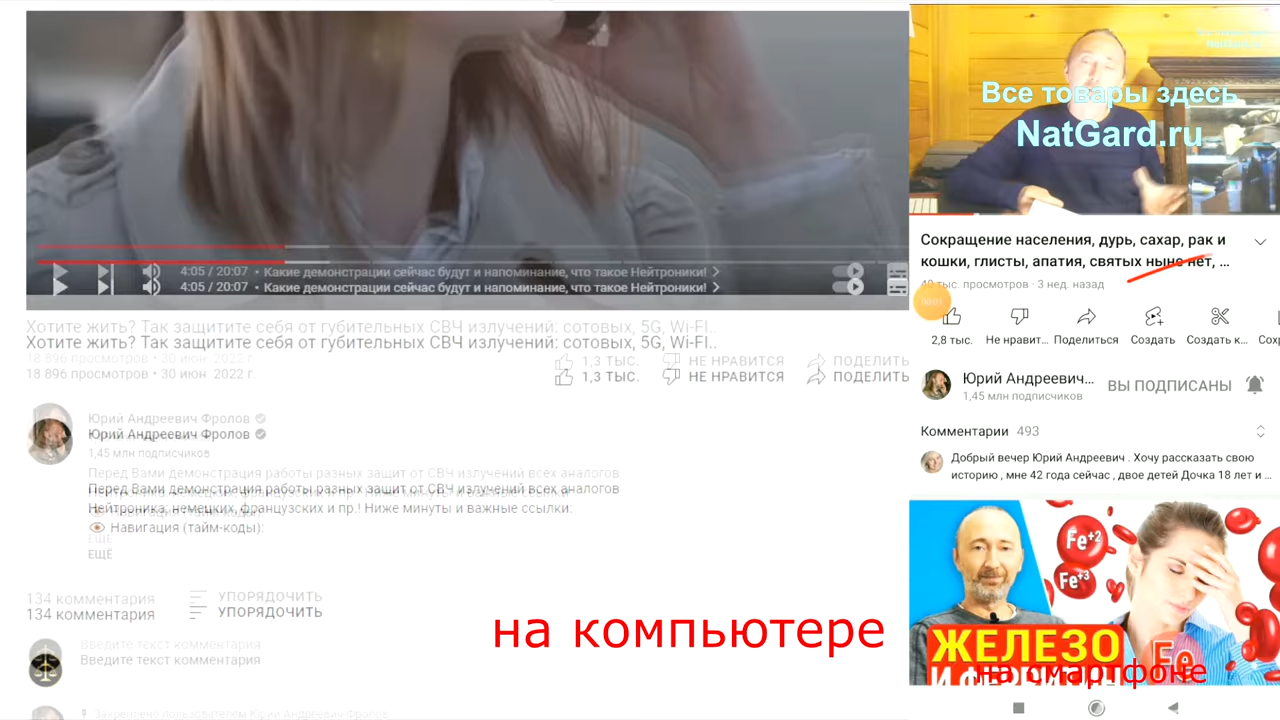 4:05 / 20:07 • Какие демонстрации сейчас будут и напоминание, что такое Нейтроники!
4:05 / 20:07 • Какие демонстрации сейчас будут и напоминание, что такое Нейтроники!
Хотите жить? Так защитите себя от губительных СВЧ излучений: сотовых, 5G, Wi-FI..
Хотите жить? Так защитите себя от губительных СВЧ излучений: сотовых, 5G, Wi-FI..
18 896 просмотров • 30 июн. 2022 г.
18 896 просмотров • 30 июн. 2022 г.
1,3 ТЫС. НЕ НРАВИТСЯ ПОДЕЛИТЬ
1,3 ТЫС. НЕ НРАВИТСЯ ПОДЕЛИТЬ
Юрий Андреевич Фролов
Юрий Андреевич Фролов
1,45 млн подписчиков
Перед Вами демонстрация работы разных защит от СВЧ излучений всех аналогов
Перед Вами демонстрация работы разных защит от СВЧ излучений всех аналогов
Нейтроника, немецких, французских и пр.! Ниже минуты и важные ссылки:
Навигация (тайм-коды):
ЕЩЁ
ЕЩЁ
134 комментария УПОРЯДОЧИТЬ
134 комментария УПОРЯДОЧИТЬ
Введите текст комментария
Введите текст комментария
Закреплено пользователем Юрий Андреевич Фролов
на компьютере
Все товары здесь
NatGard.ru
Сокращение населения, дурь, сахар, рак и
кошки, глисты, апатия, святых ныне нет, ...
тыс. просмотров · 3 нед. назад
2,8 тыс. Не нравит... Поделиться Создать Создать к... Сох
Юрий Андреевич... ВЫ ПОДПИСАНЫ
1,45 млн подписчиков
Комментарии 493
Добрый вечер Юрий Андреевич . Хочу рассказать свою
историю , мне 42 года сейчас , двое детей Дочка 18 лет и ...
Fe+2
Fe+3
ЖЕЛЕЗО
Fe
на смартфоне